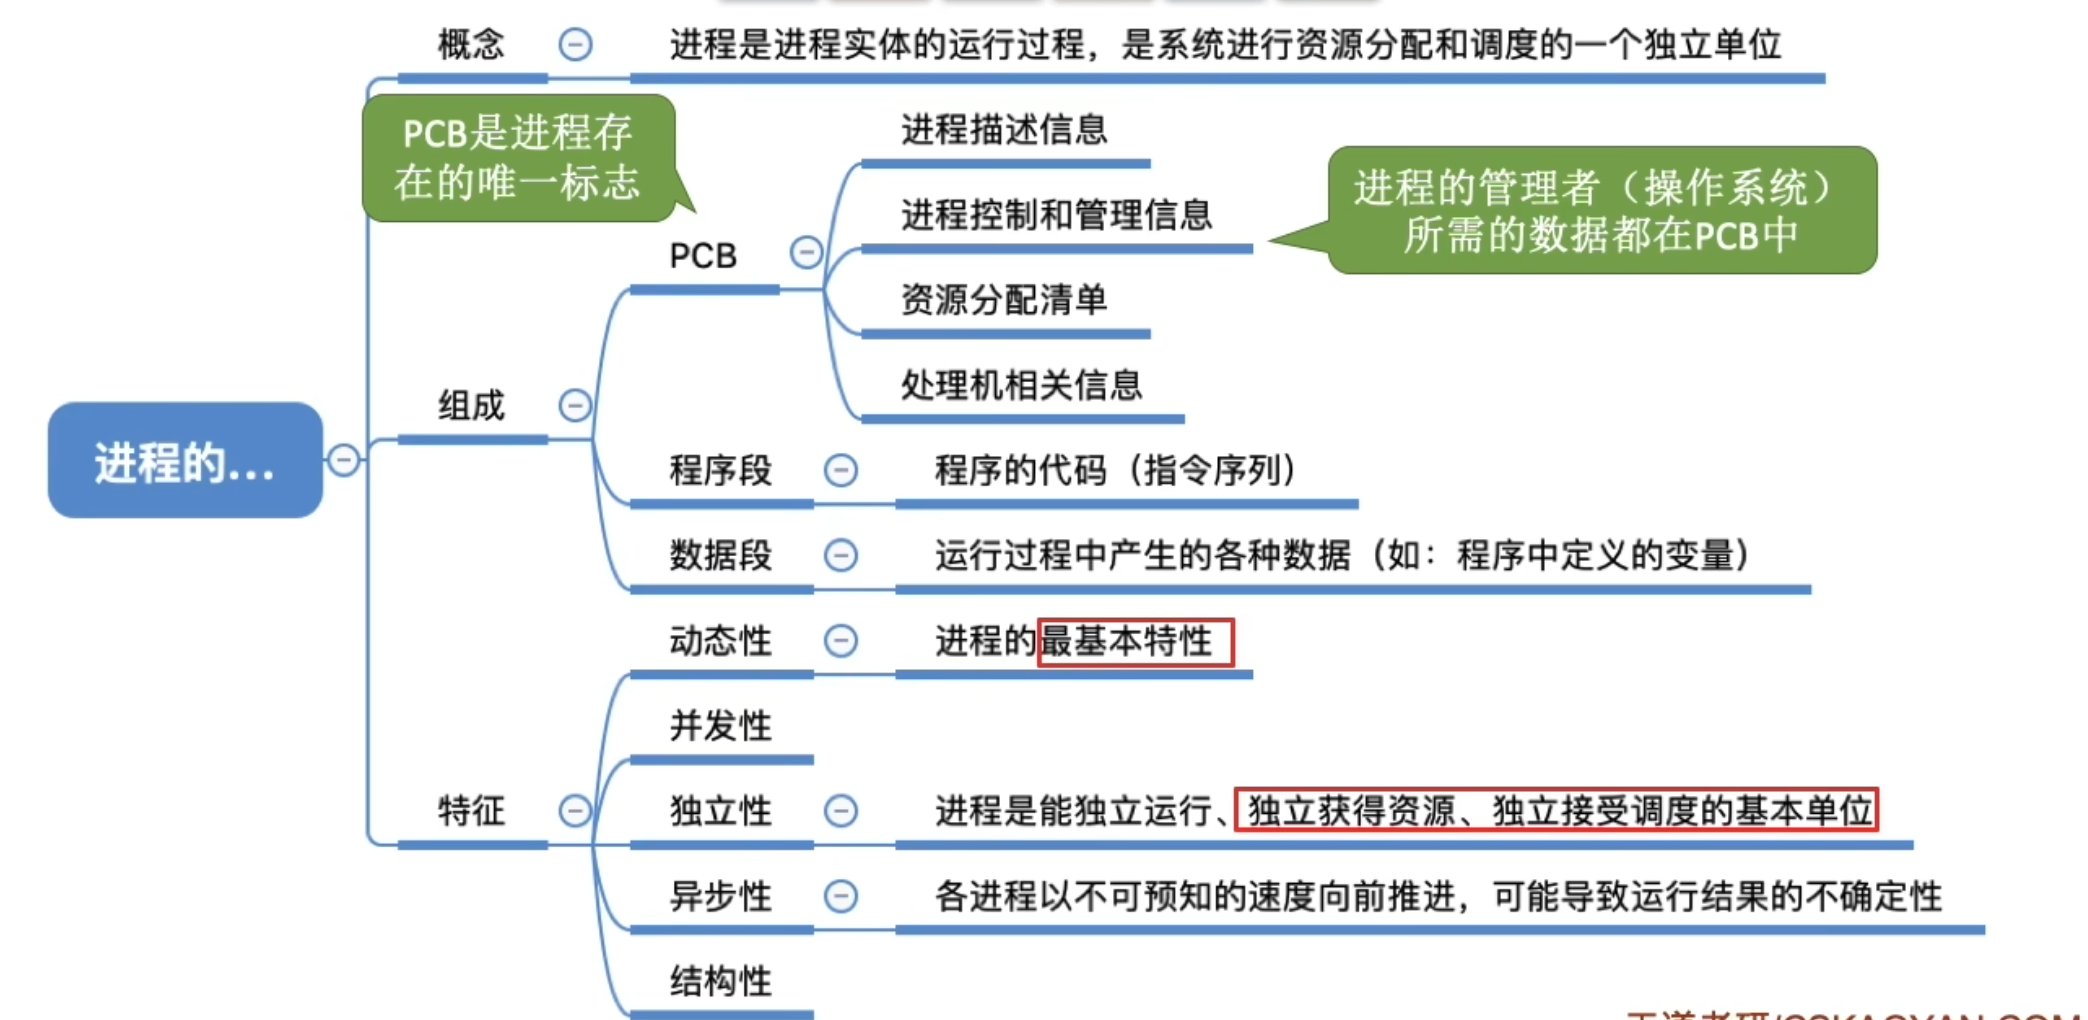 概念
进程是进程实体的运行过程，是系统进行资源分配和调度的一个独立单位
PCB是进程存
在的唯一标志
进程描述信息
进程控制和管理信息
进程的管理者（操作系统）
所需的数据都在PCB中
PCB
资源分配清单
处理机相关信息
组成
程序段
程序的代码（指令序列）
进程的...
数据段
运行过程中产生的各种数据（如：程序中定义的变量）
动态性
进程的最基本特性
并发性
特征
独立性
进程是能独立运行、独立获得资源、独立接受调度的基本单位
异步性
各进程以不可预知的速度向前推进，可能导致运行结果的不确定性
结构性